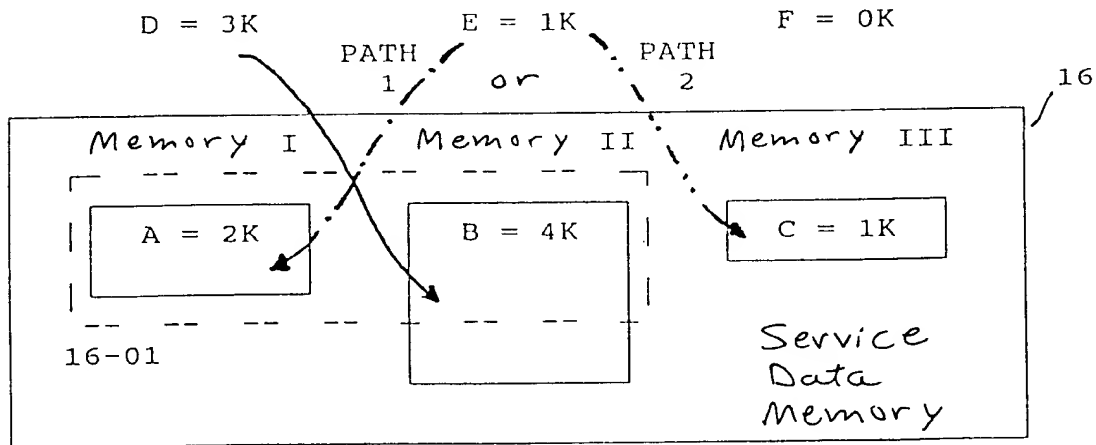 D = 3K E = 1K F = 0K
PATH 1 or PATH 2
16
Memory I Memory II Memory III
A = 2K B = 4K C = 1K
16-01
Service
Data
Memory